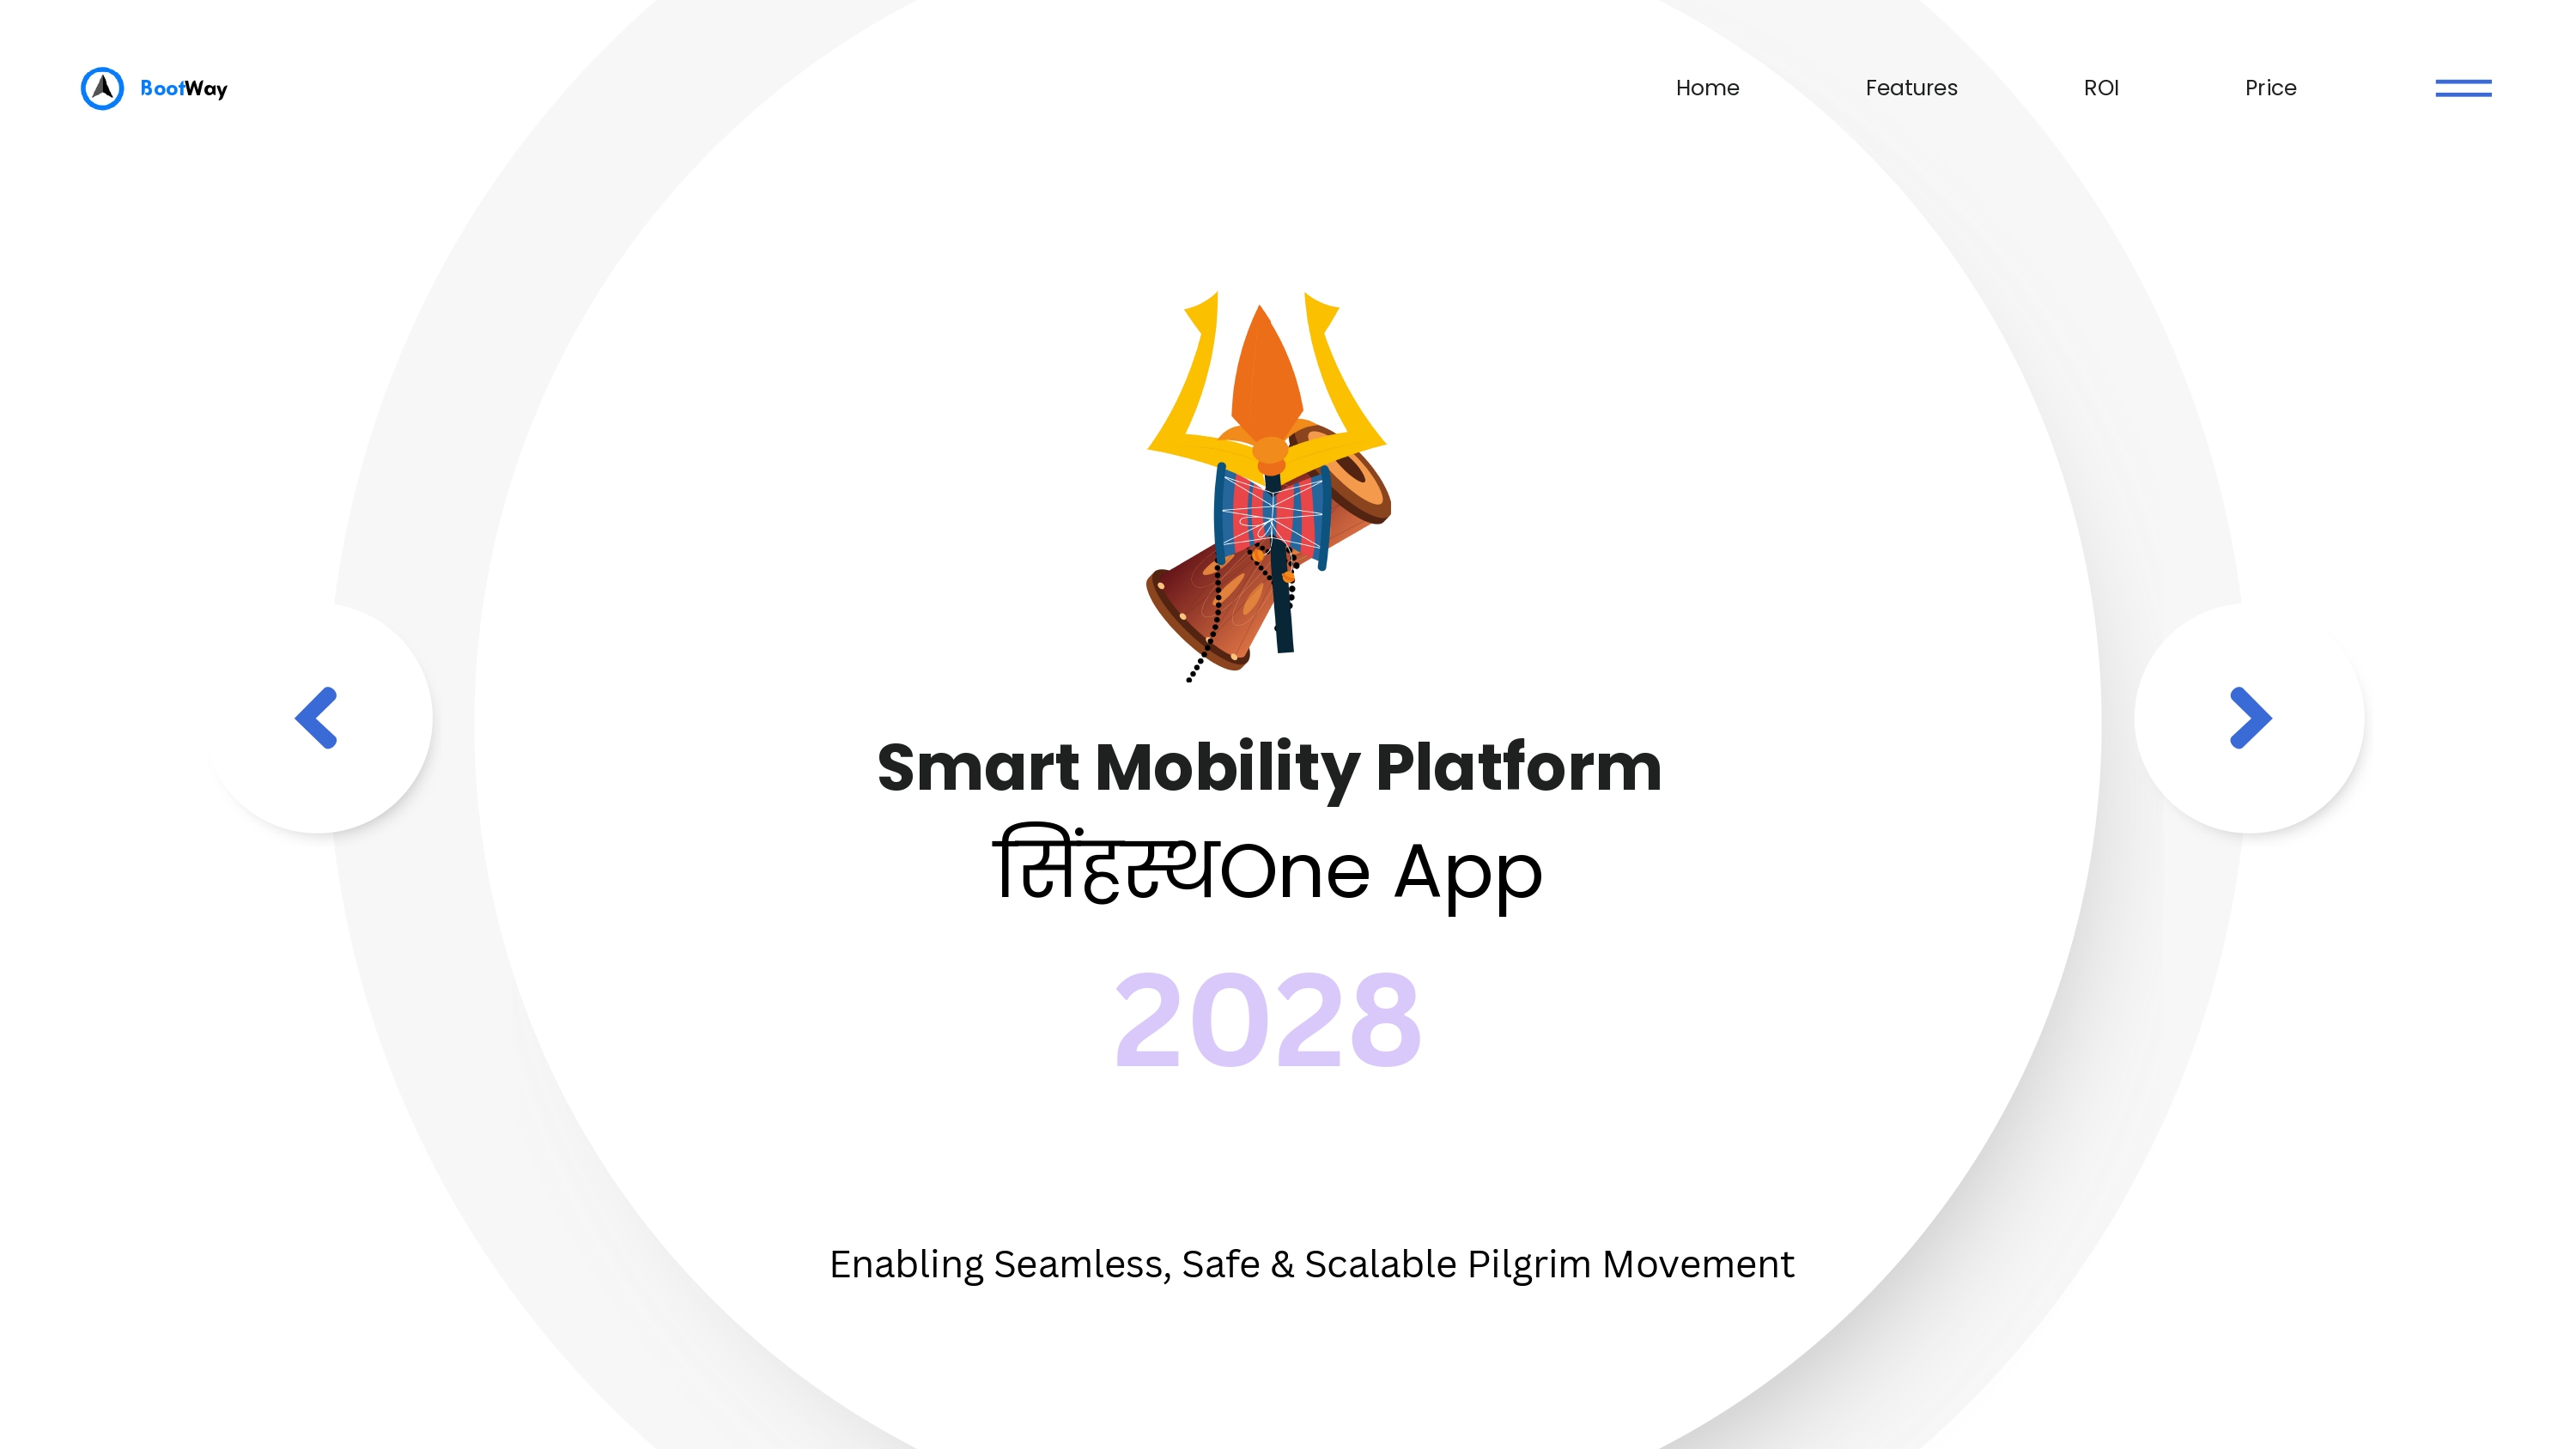 BootWay
Home Features ROI Price
Smart Mobility Platform
सिंहस्थOne App
2028
Enabling Seamless, Safe & Scalable Pilgrim Movement